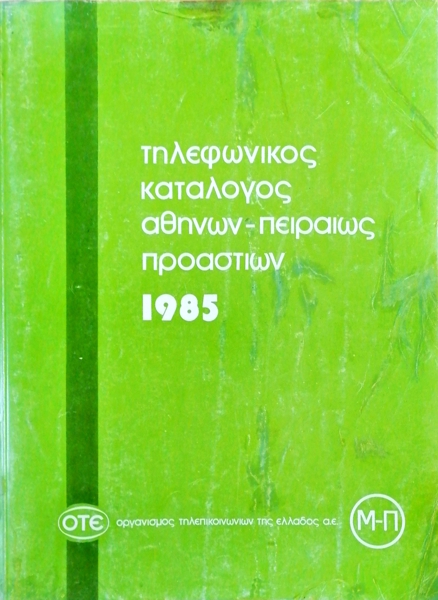 τηλεφωνικος
καταλογος
αθηνων-πειραιως
προαστιων
1985
ΟΤΕ οργανισμος τηλεπικοινωνιων της ελλαδος α.ε. Μ-Π